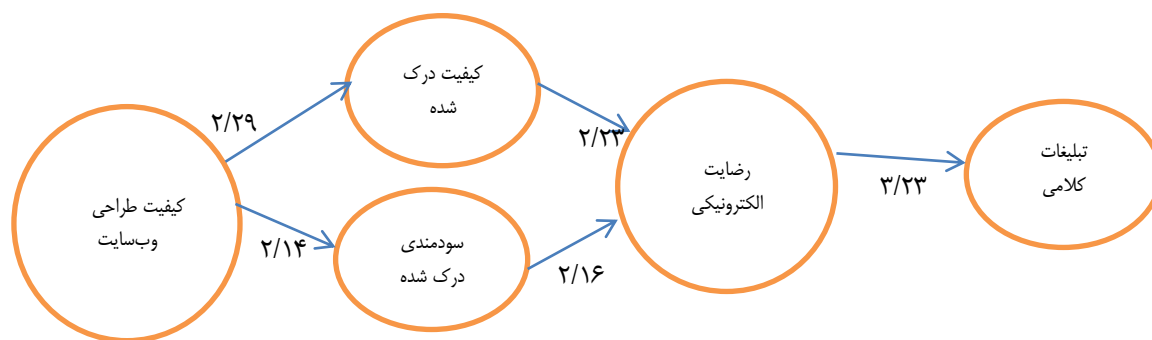 کیفیت درک
شده
۲/۲۹
۲/۲۳
تبلیغات
کلامی
رضایت
الکترونیکی
۳/۲۳
کیفیت طراحی
وب‌سایت
۲/۱۴
سودمندی
درک شده
۲/۱۶